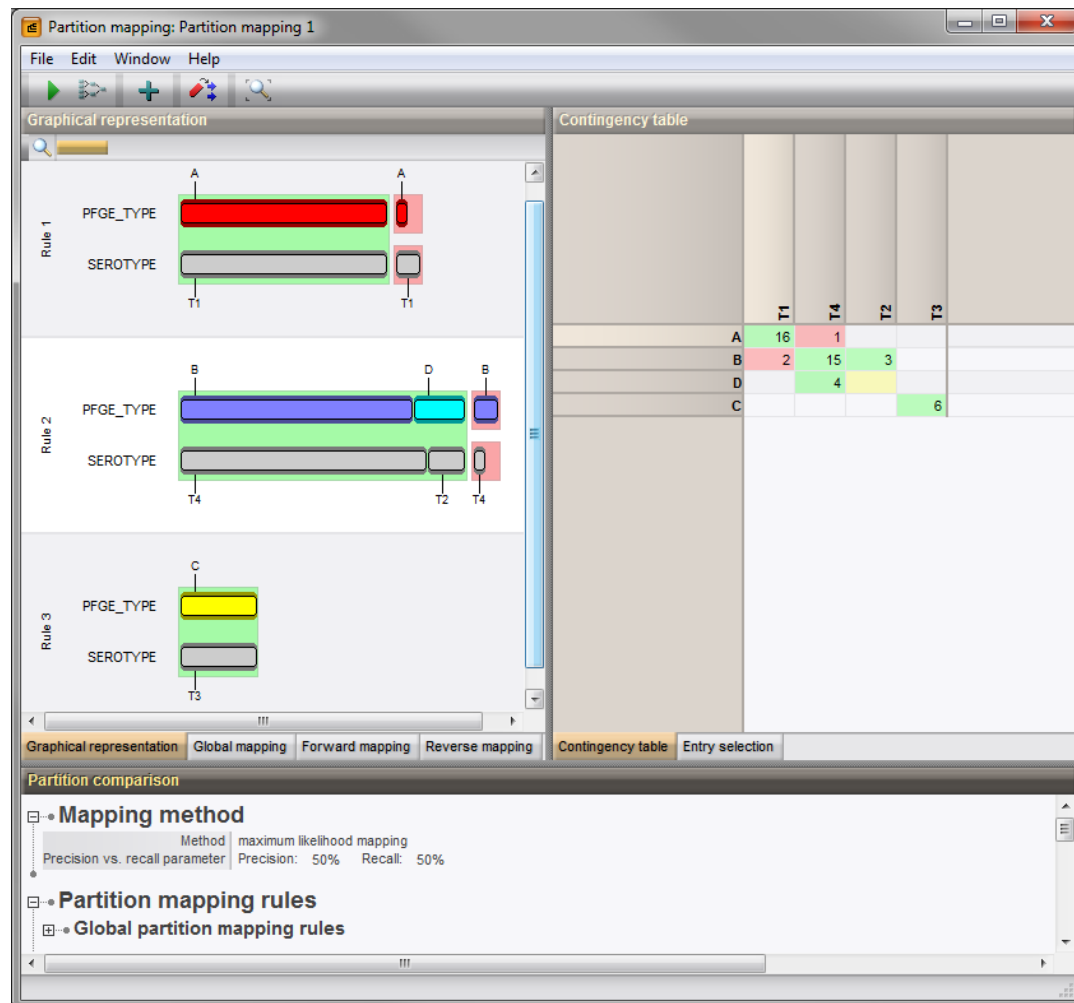 Partition mapping: Partition mapping 1
File Edit Window Help
Graphical representation
A A
Rule 1
PFGE_TYPE
SEROTYPE
T1 T1
B D B
Rule 2
PFGE_TYPE
SEROTYPE
T4 T2 T4
C
Rule 3
PFGE_TYPE
SEROTYPE
T3
Graphical representation Global mapping Forward mapping Reverse mapping
Contingency table
T1 T4 T2 T3
A 16 1
B 2 15 3
D 4
C 6
Contingency table Entry selection
Partition comparison
Mapping method
Method maximum likelihood mapping
Precision vs. recall parameter Precision: 50% Recall: 50%
Partition mapping rules
Global partition mapping rules